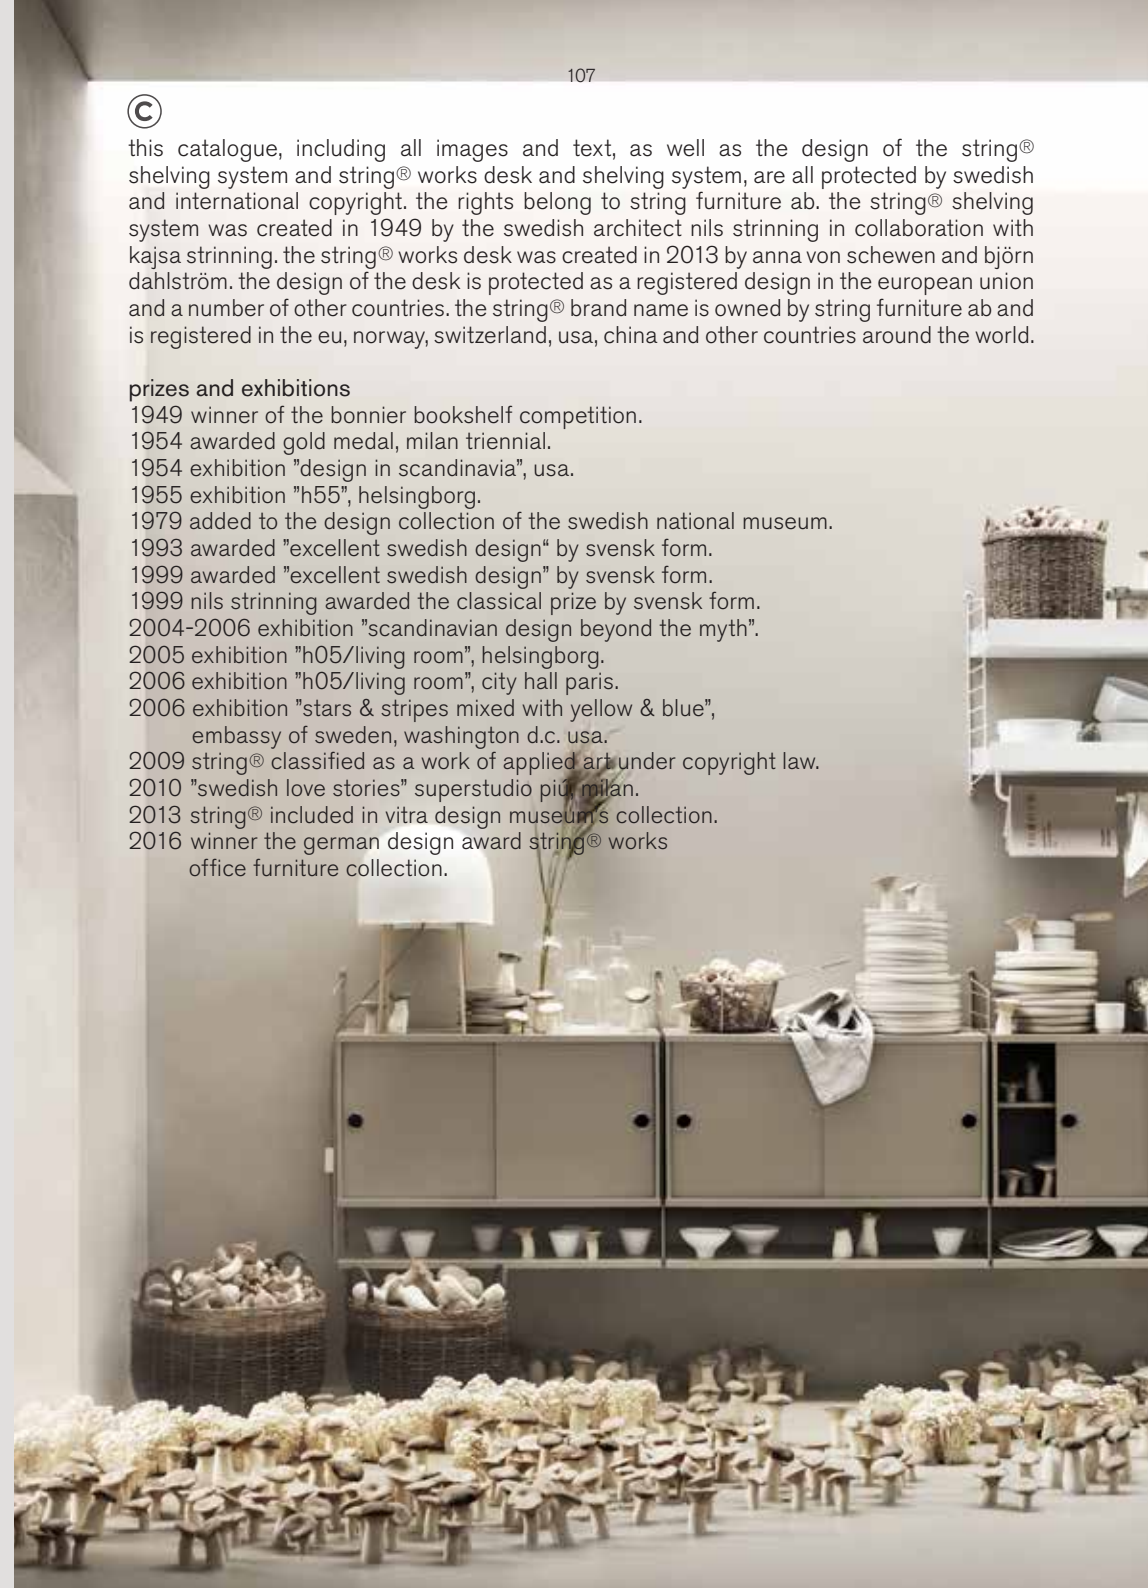 107
©
this catalogue, including all images and text, as well as the design of the string®
shelving system and string® works desk and shelving system, are all protected by swedish
and international copyright. the rights belong to string furniture ab. the string® shelving
system was created in 1949 by the swedish architect nils strinning in collaboration with
kajsa strinning. the string® works desk was created in 2013 by anna von schewen and björn
dahlström. the design of the desk is protected as a registered design in the european union
and a number of other countries. the string® brand name is owned by string furniture ab and
is registered in the eu, norway, switzerland, usa, china and other countries around the world.
prizes and exhibitions
1949 winner of the bonnier bookshelf competition.
1954 awarded gold medal, milan triennial.
1954 exhibition ”design in scandinavia”, usa.
1955 exhibition ”h55”, helsingborg.
1979 added to the design collection of the swedish national museum.
1993 awarded ”excellent swedish design“ by svensk form.
1999 awarded ”excellent swedish design” by svensk form.
1999 nils strinning awarded the classical prize by svensk form.
2004-2006 exhibition ”scandinavian design beyond the myth”.
2005 exhibition ”h05/living room”, helsingborg.
2006 exhibition ”h05/living room”, city hall paris.
2006 exhibition ”stars & stripes mixed with yellow & blue”,
embassy of sweden, washington d.c. usa.
2009 string® classified as a work of applied art under copyright law.
2010 ”swedish love stories” superstudio piú, milan.
2013 string® included in vitra design museum’s collection.
2016 winner the german design award string® works
office furniture collection.